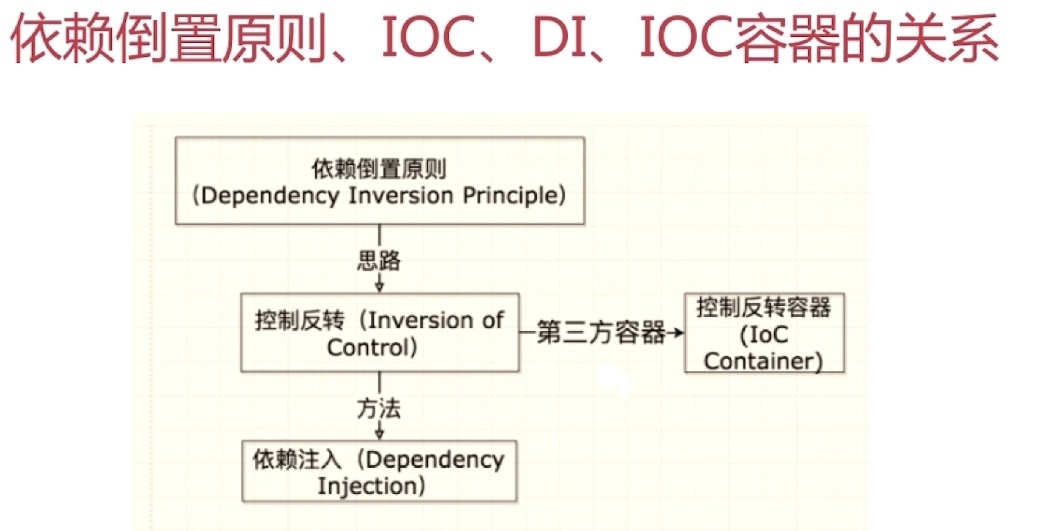 依赖倒置原则、IOC、DI、IOC容器的关系
依赖倒置原则
(Dependency Inversion Principle)
思路
控制反转（Inversion of
Control）
第三方容器
控制反转容器
(IoC
Container)
方法
依赖注入（Dependency
Injection）